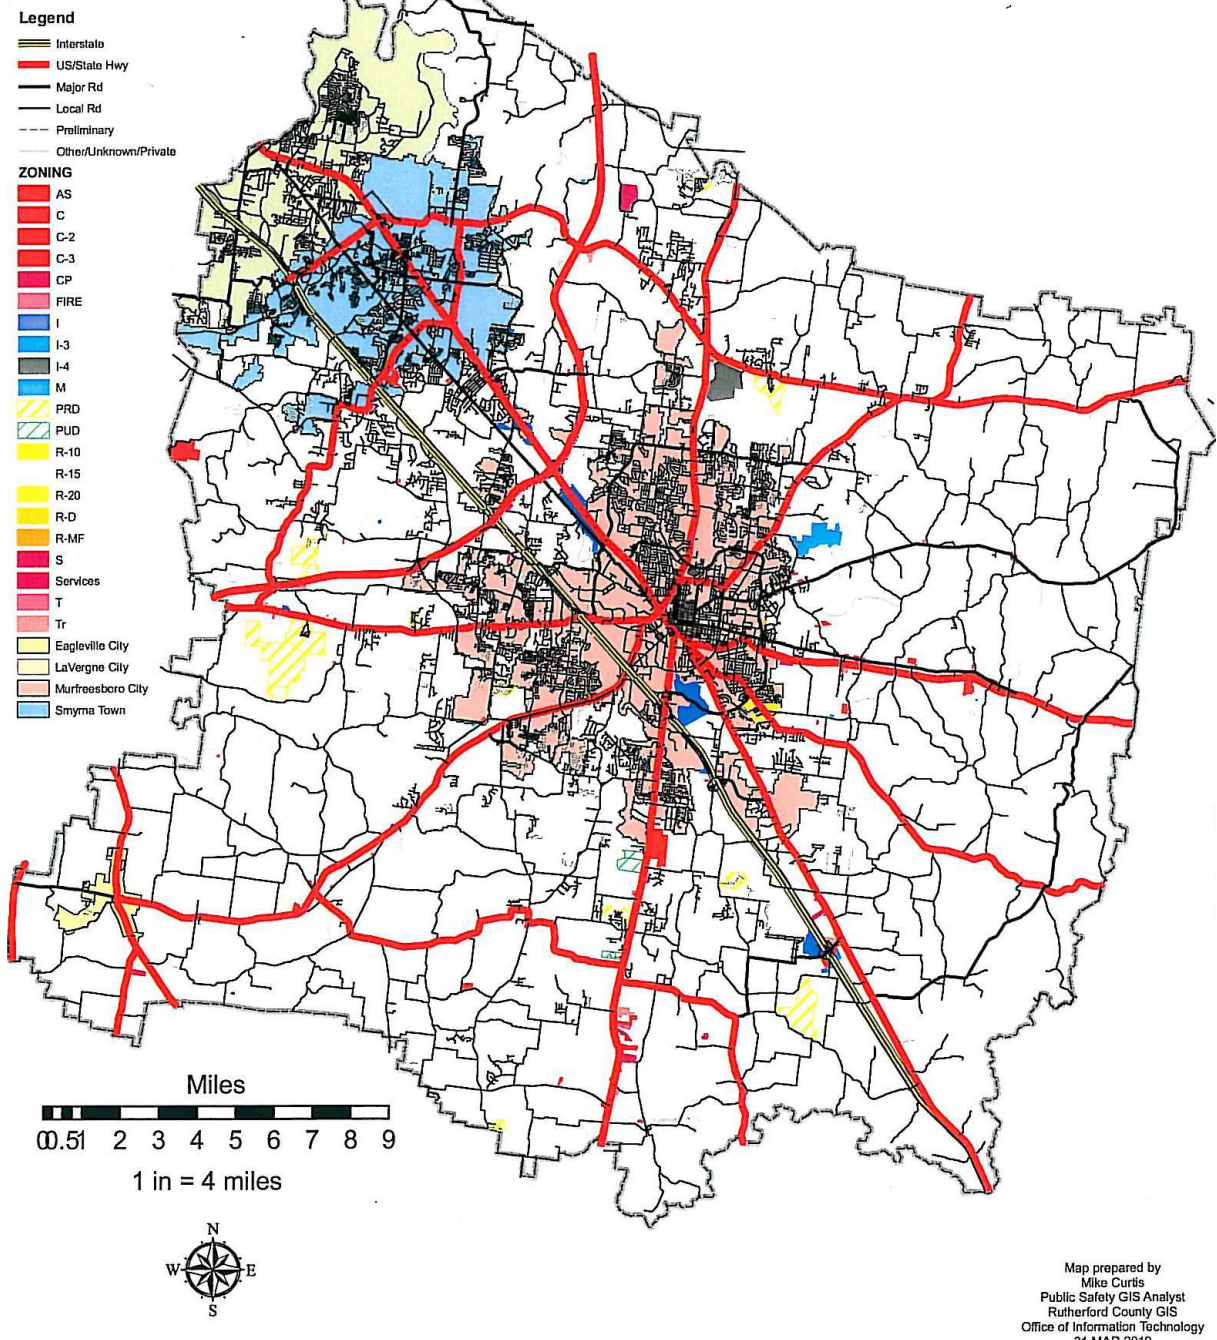 Legend
Interstate
US/State Hwy
Major Rd
Local Rd
Preliminary
Other/Unknown/Private
ZONING
AS
C
C-2
C-3
CP
FIRE
I
I-3
I-4
M
PRD
PUD
R-10
R-15
R-20
R-D
R-MF
S
Services
T
Tr
Eagleville City
LaVergne City
Murfreesboro City
Smyrna Town
Miles
0 0.5 1 2 3 4 5 6 7 8 9
1 in = 4 miles
N
W E
S
Map prepared by
Mike Curtis
Public Safety GIS Analyst
Rutherford County GIS
Office of Information Technology